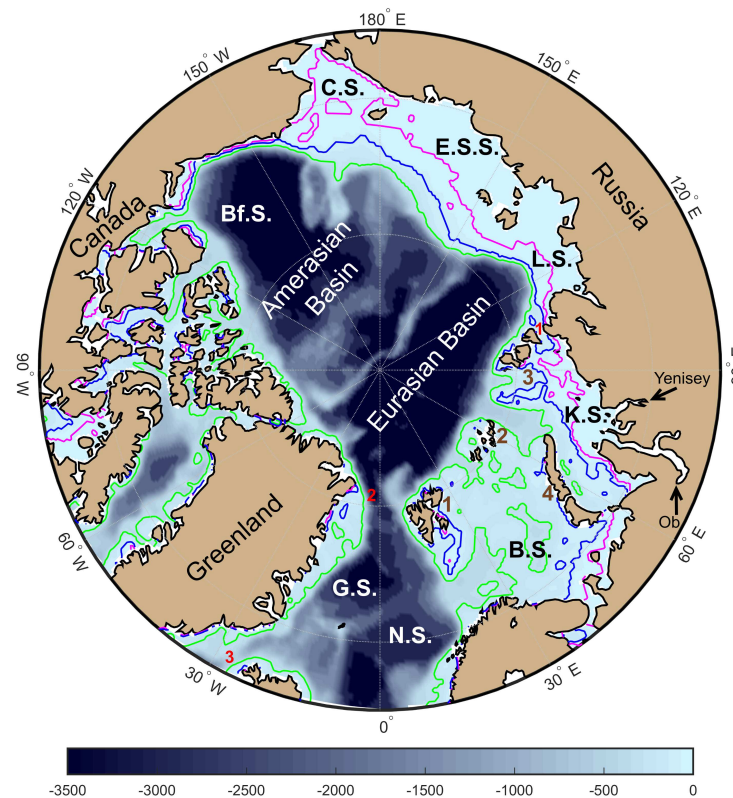 180° E
150° W
150° E
C.S.
E.S.S.
120° W
120° E
Canada
Russia
Bf.S.
Amerasian
Basin
L.S.
Eurasian Basin
1
90° W
3
Yenisey
K.S.
2
2
1
4
Ob
Greenland
B.S.
60° W
60° E
G.S.
N.S.
3
30° W
30° E
0°
-3500
-3000
-2500
-2000
-1500
-1000
-500
0